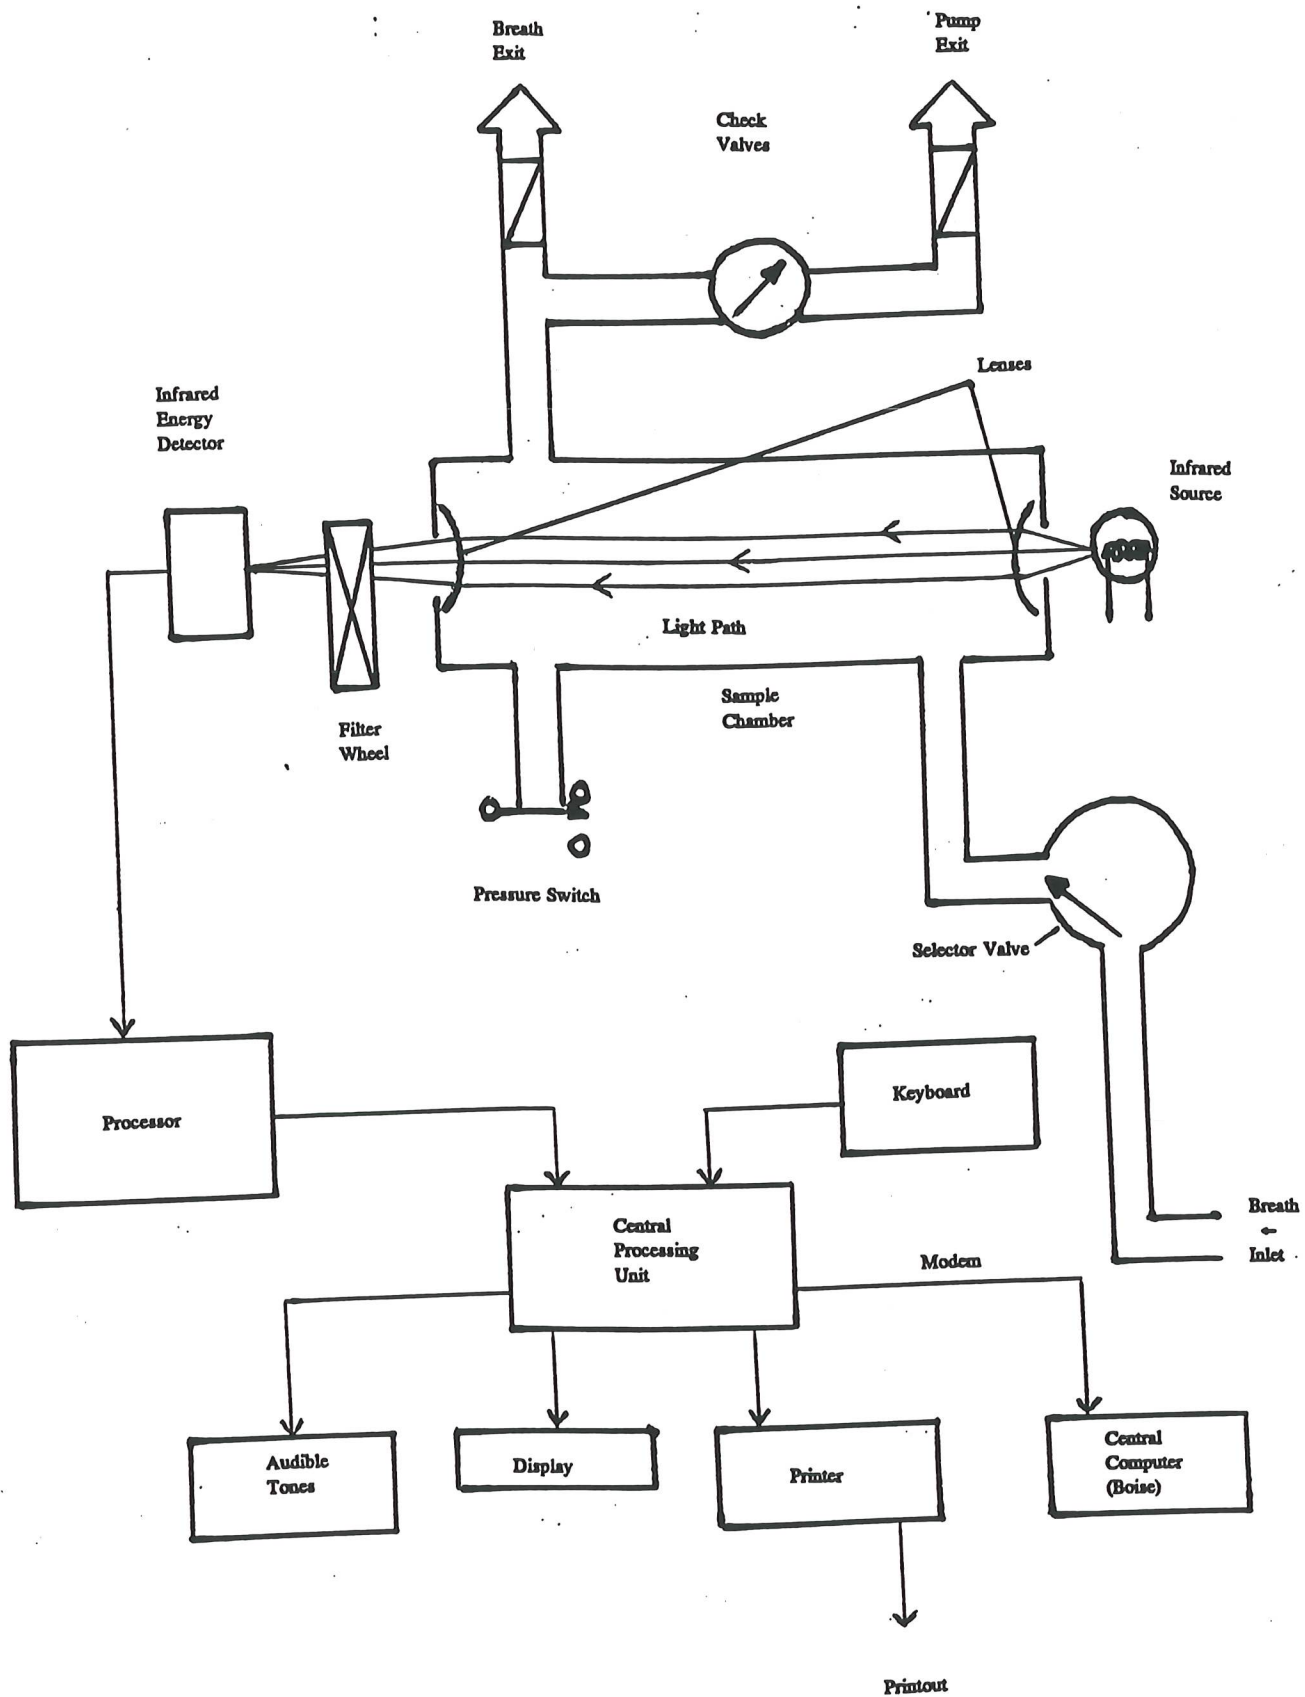 Breath
Exit
Pump
Exit
Check
Valves
Lenses
Infrared
Energy
Detector
Infrared
Source
Light Path
Sample
Chamber
Filter
Wheel
Pressure Switch
Selector Valve
Processor
Keyboard
Central
Processing
Unit
Breath
←
Inlet
Modem
Audible
Tones
Display
Printer
Central
Computer
(Boise)
Printout